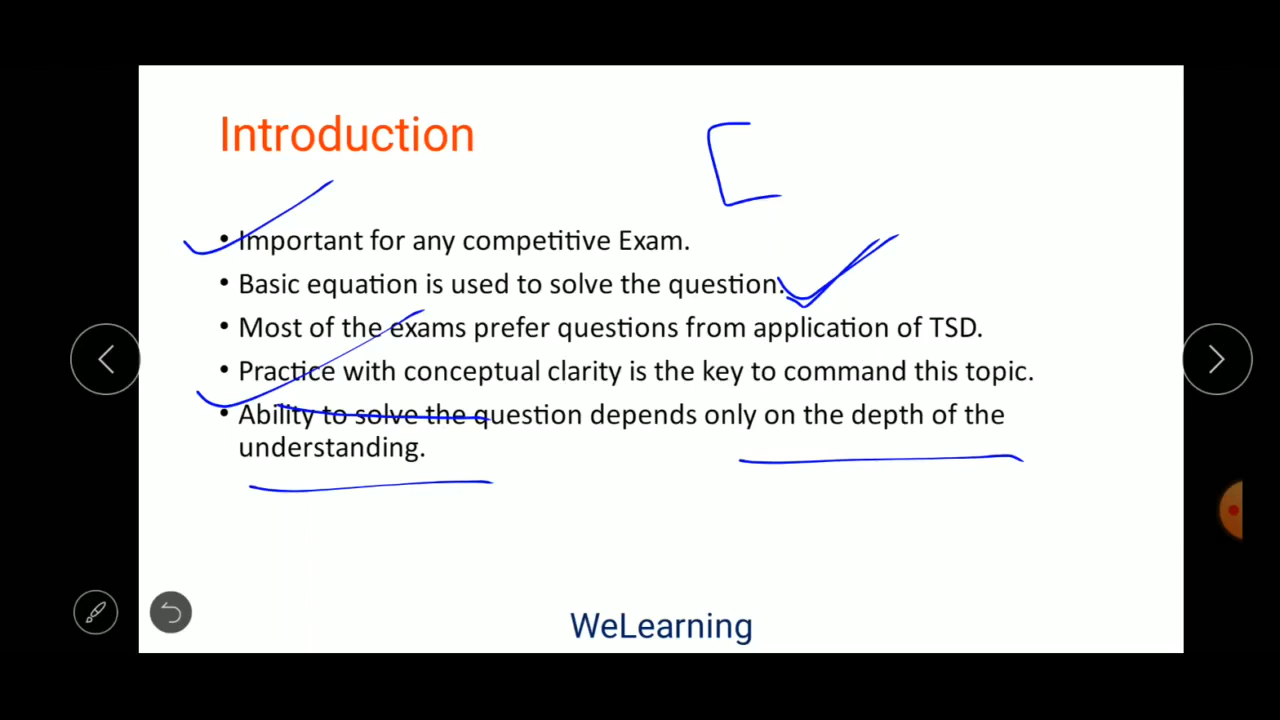 Introduction
• Important for any competitive Exam.
• Basic equation is used to solve the question.
• Most of the exams prefer questions from application of TSD.
• Practice with conceptual clarity is the key to command this topic.
• Ability to solve the question depends only on the depth of the
understanding.
WeLearning